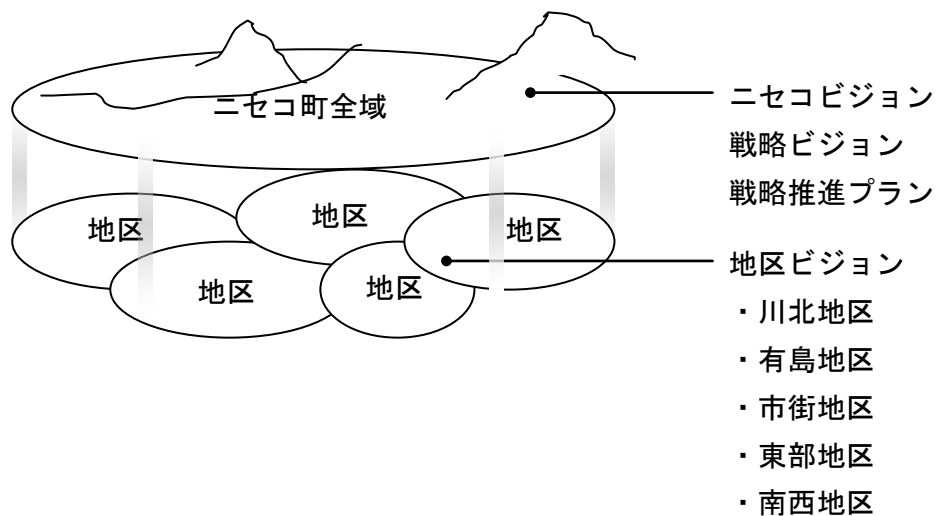 ニセコ町全域
ニセコビジョン
戦略ビジョン
戦略推進プラン
地区
地区
地区
地区
地区
地区ビジョン
・川北地区
・有島地区
・市街地区
・東部地区
・南西地区